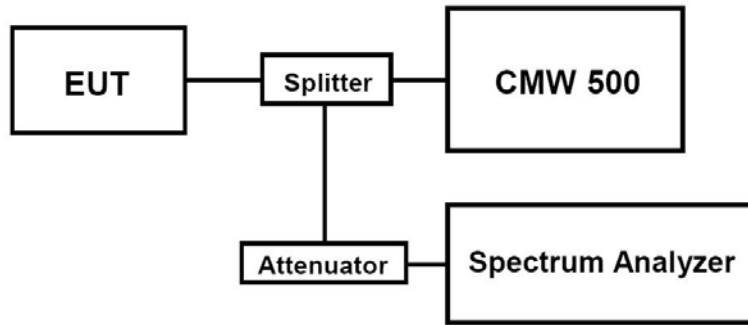 EUT
Splitter
CMW 500
Attenuator
Spectrum Analyzer